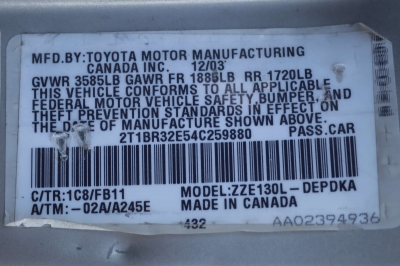 MFD.BY:TOYOTA MOTOR MANUFACTURING
CANADA INC. 12/03
GVWR 3585LB GAWR FR 1885LB RR 1720LB
THIS VEHICLE CONFORMS TO ALL APPLICABLE
FEDERAL MOTOR VEHICLE SAFETY,BUMPER, AND
THEFT PREVENTION STANDARDS IN EFFECT ON
THE DATE OF MANUFACTURE SHOWN ABOVE.
2T1BR32E54C259880 PASS.CAR
C/TR:1C8/FB11 MODEL:ZZE130L-DEPDKA
A/TM:-02A/A245E MADE IN CANADA
432 AA02394936